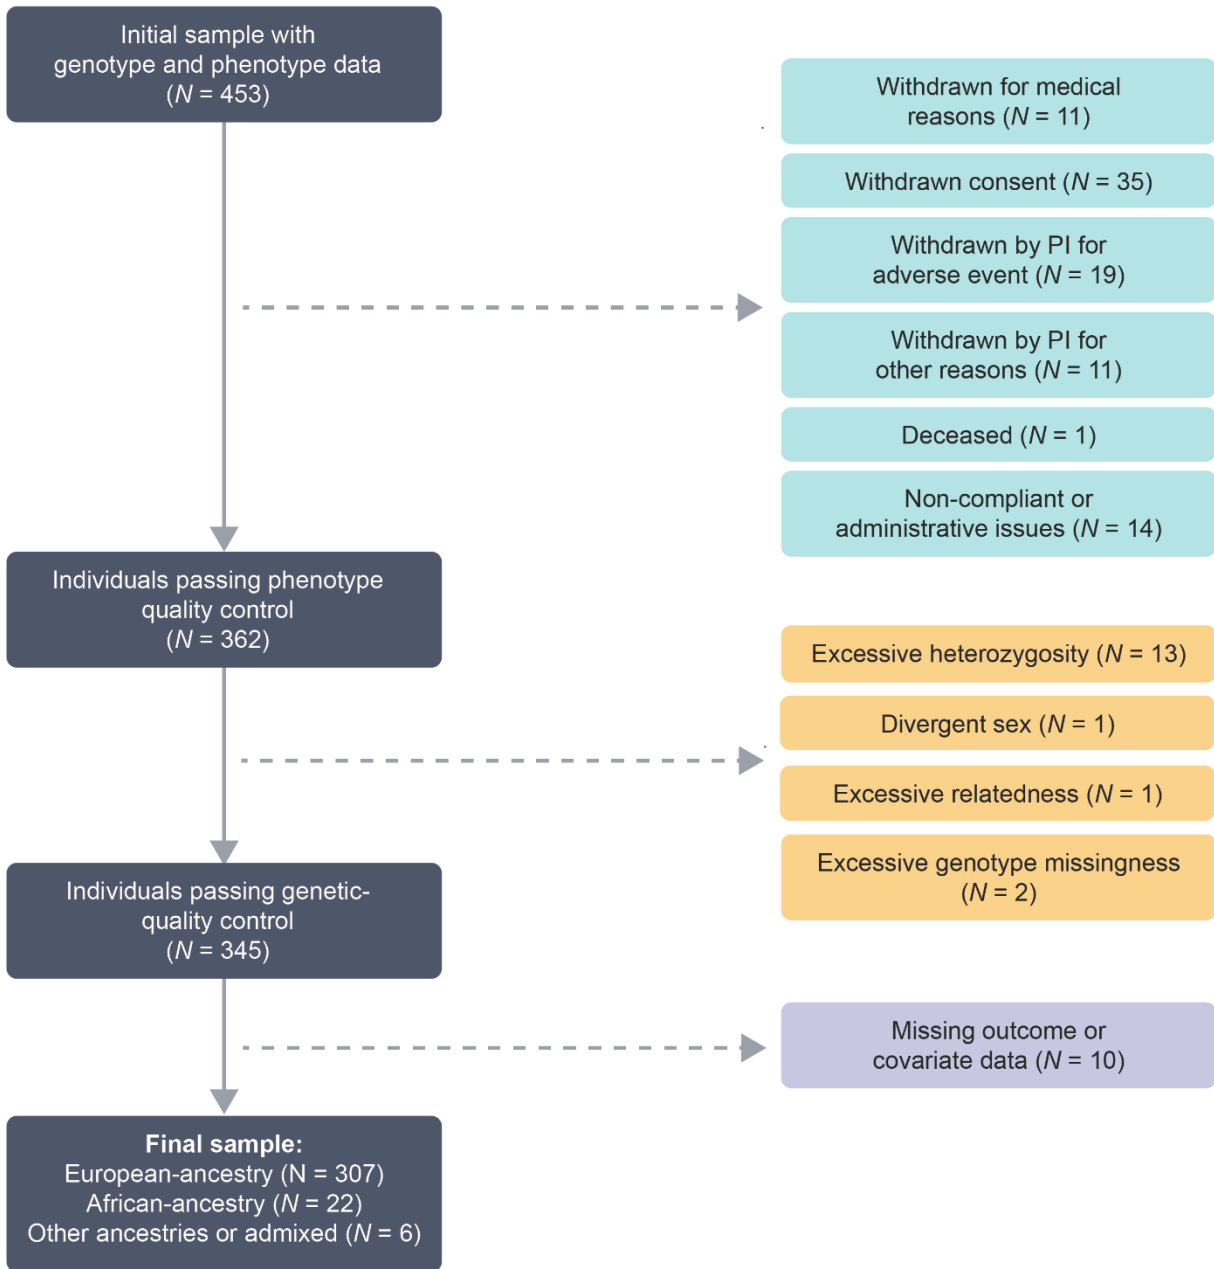 Initial sample with
genotype and phenotype data
(N = 453)
Withdrawn for medical
reasons (N = 11)
Withdrawn consent (N = 35)
Withdrawn by PI for
adverse event (N = 19)
Withdrawn by PI for
other reasons (N = 11)
Deceased (N = 1)
Non-compliant or
administrative issues (N = 14)
Individuals passing phenotype
quality control
(N = 362)
Excessive heterozygosity (N = 13)
Divergent sex (N = 1)
Excessive relatedness (N = 1)
Excessive genotype missingness
(N = 2)
Individuals passing genetic-
quality control
(N = 345)
Missing outcome or
covariate data (N = 10)
Final sample:
European-ancestry (N = 307)
African-ancestry (N = 22)
Other ancestries or admixed (N = 6)